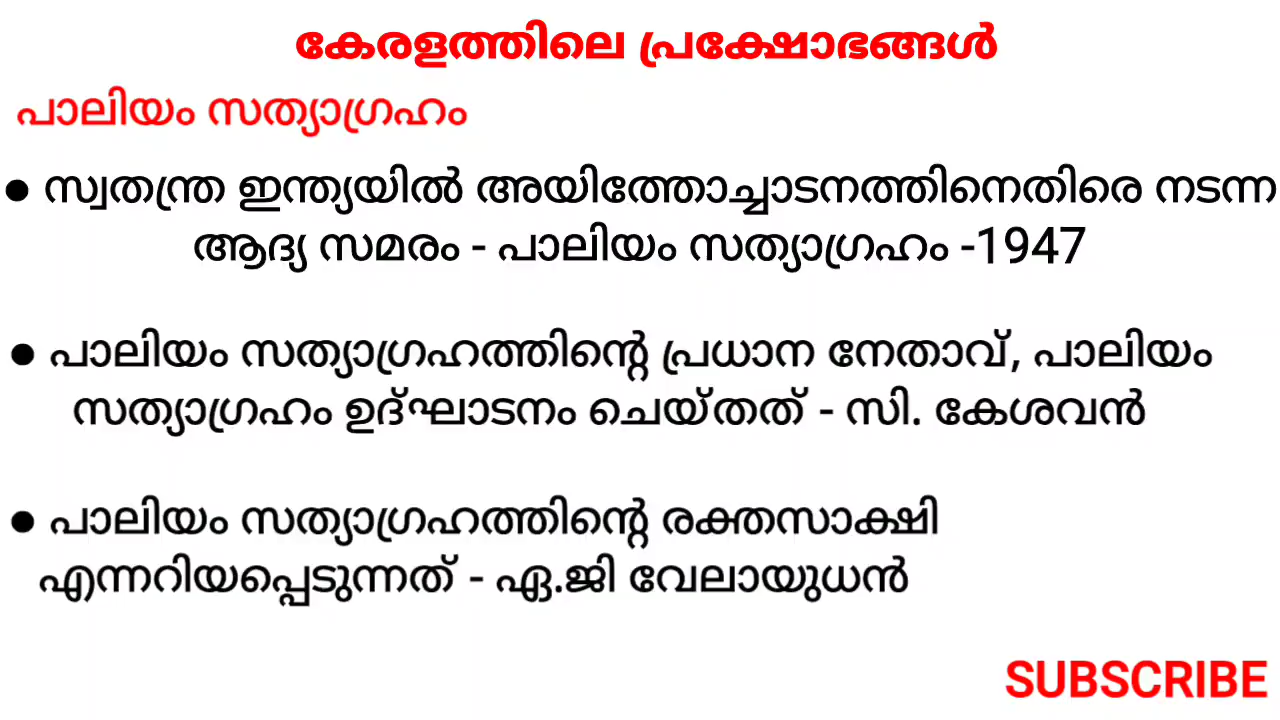 കേരളത്തിലെ പ്രക്ഷോഭങ്ങൾ
പാലിയം സത്യാഗ്രഹം
● സ്വതന്ത്ര ഇന്ത്യയിൽ അയിത്തോച്ചാടനത്തിനെതിരെ നടന്ന
ആദ്യ സമരം - പാലിയം സത്യാഗ്രഹം -1947
● പാലിയം സത്യാഗ്രഹത്തിന്റെ പ്രധാന നേതാവ്, പാലിയം
സത്യാഗ്രഹം ഉദ്ഘാടനം ചെയ്തത് - സി. കേശവൻ
● പാലിയം സത്യാഗ്രഹത്തിന്റെ രക്തസാക്ഷി
എന്നറിയപ്പെടുന്നത് - ഏ.ജി വേലായുധൻ
SUBSCRIBE